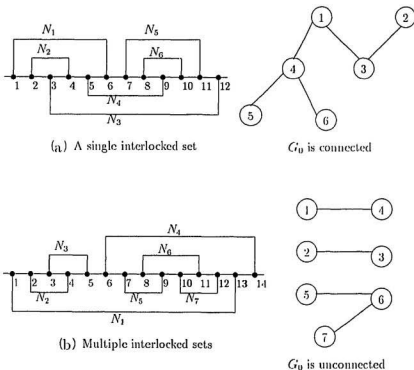 N1
N5
N2
N6
1 2 3 4 5 6 7 8 9 10 11 12
N4
N3
(a) A single interlocked set
1
2
4
3
5
6
G0 is connected
N4
N3
N6
1 2 3 4 5 6 7 8 9 10 11 12 13 14
N2
N5
N7
N1
(b) Multiple interlocked sets
1 4
2 3
5 6
7
G0 is unconnected